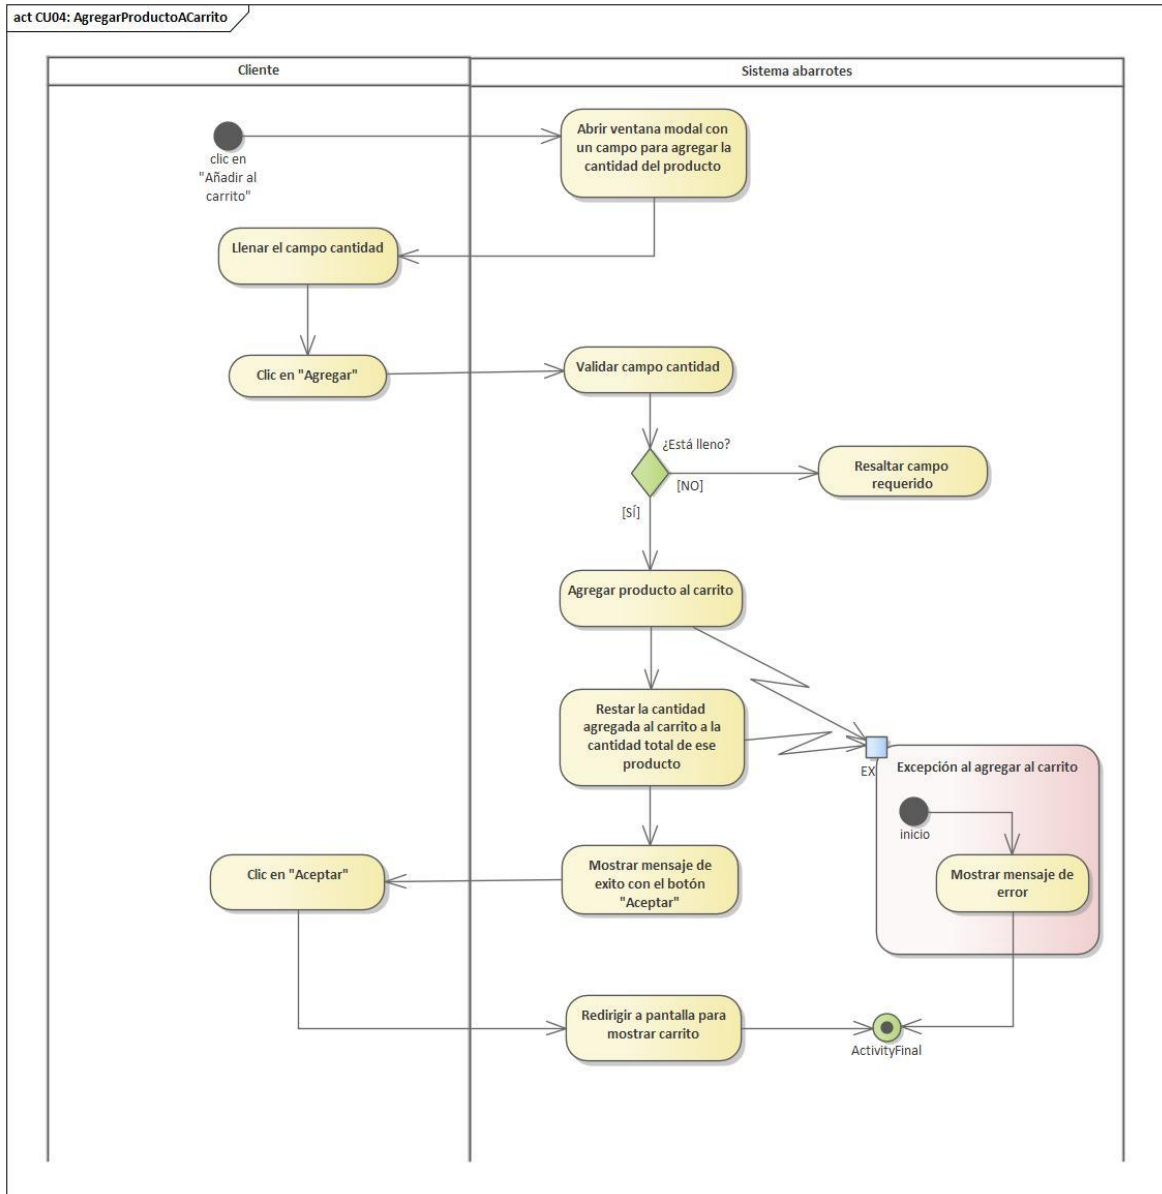 act CU04: AgregarProductoACarrito
Cliente
Sistema abarrotes
clic en
"Añadir al
carrito"
Abrir ventana modal con
un campo para agregar la
cantidad del producto
Llenar el campo cantidad
Clic en "Agregar"
Validar campo cantidad
¿Está lleno?
[NO]
[SÍ]
Resaltar campo
requerido
Agregar producto al carrito
Restar la cantidad
agregada al carrito a la
cantidad total de ese
producto
EX
Excepción al agregar al carrito
inicio
Mostrar mensaje de
error
Mostrar mensaje de
exito con el botón
"Aceptar"
Clic en "Aceptar"
Redirigir a pantalla para
mostrar carrito
ActivityFinal